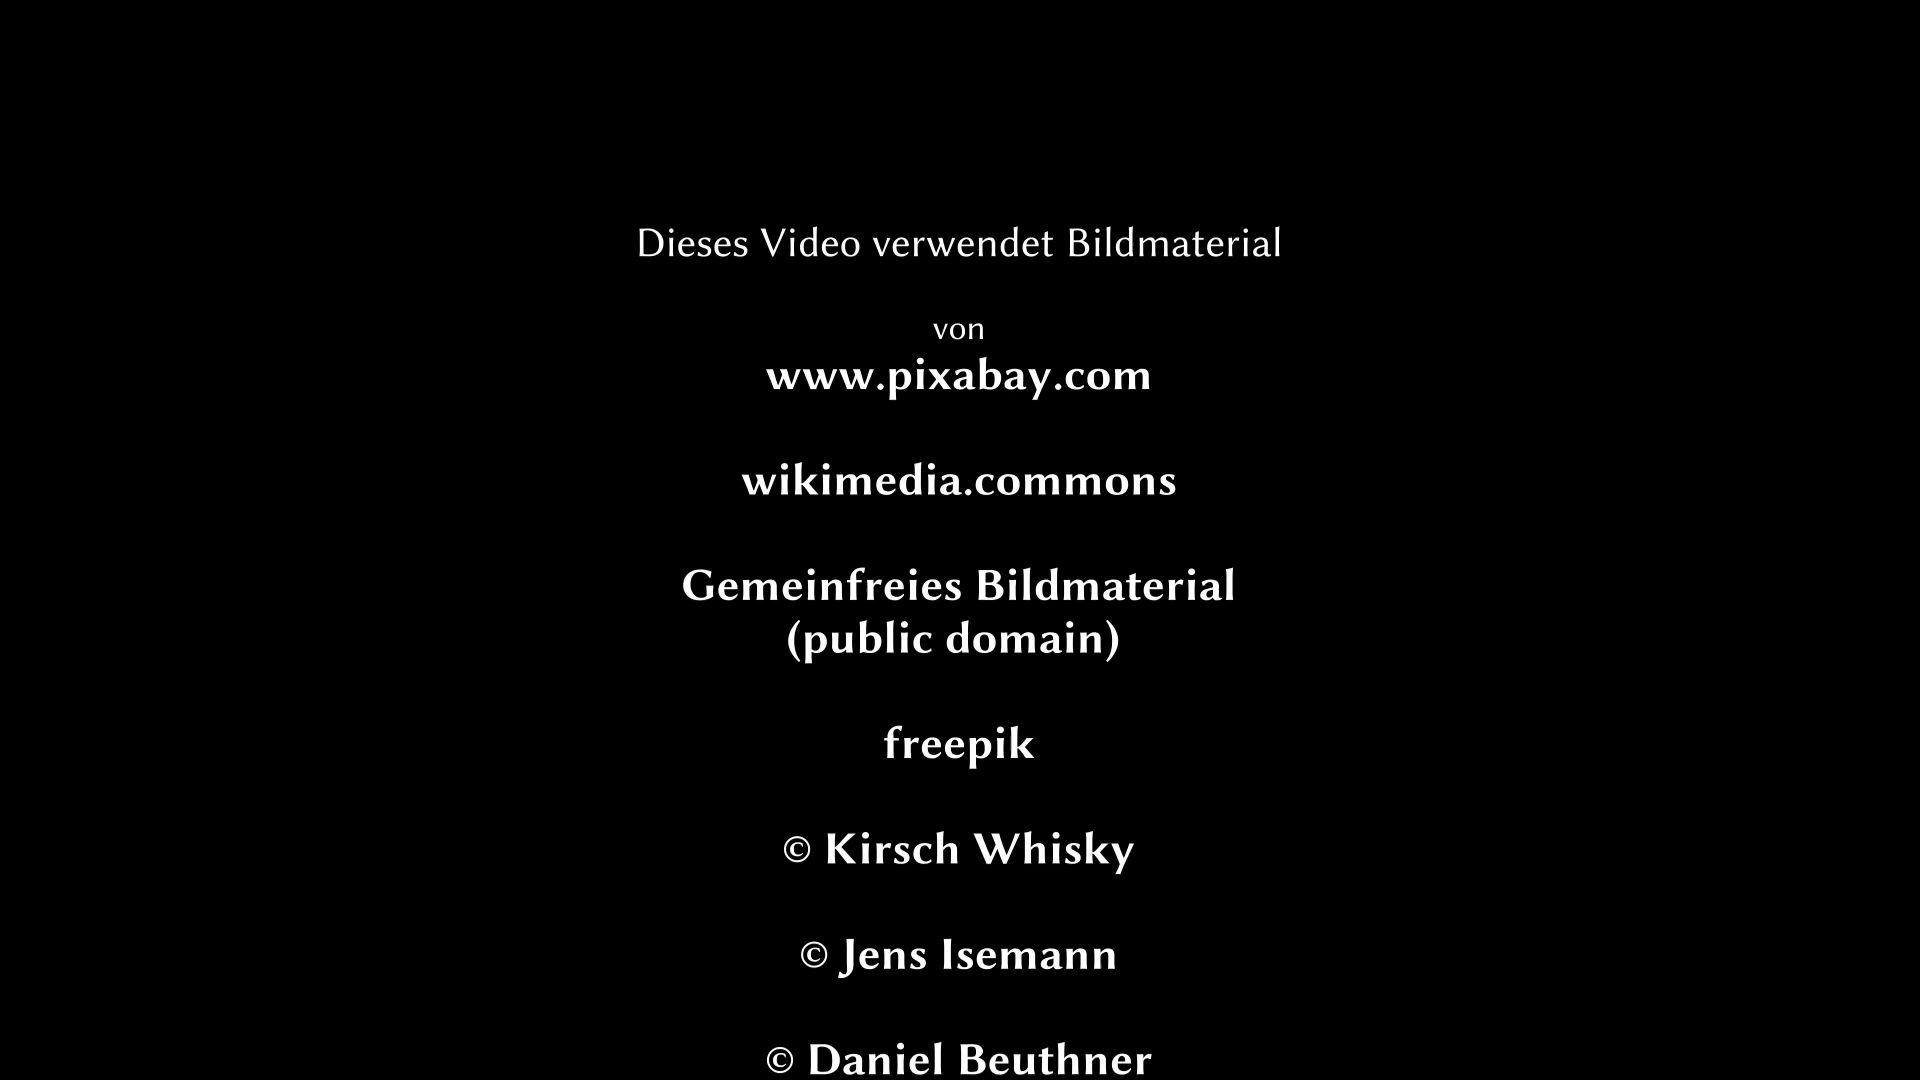 Dieses Video verwendet Bildmaterial
von
www.pixabay.com
wikimedia.commons
Gemeinfreies Bildmaterial
(public domain)
freepik
© Kirsch Whisky
© Jens Isemann
© Daniel Beuthner